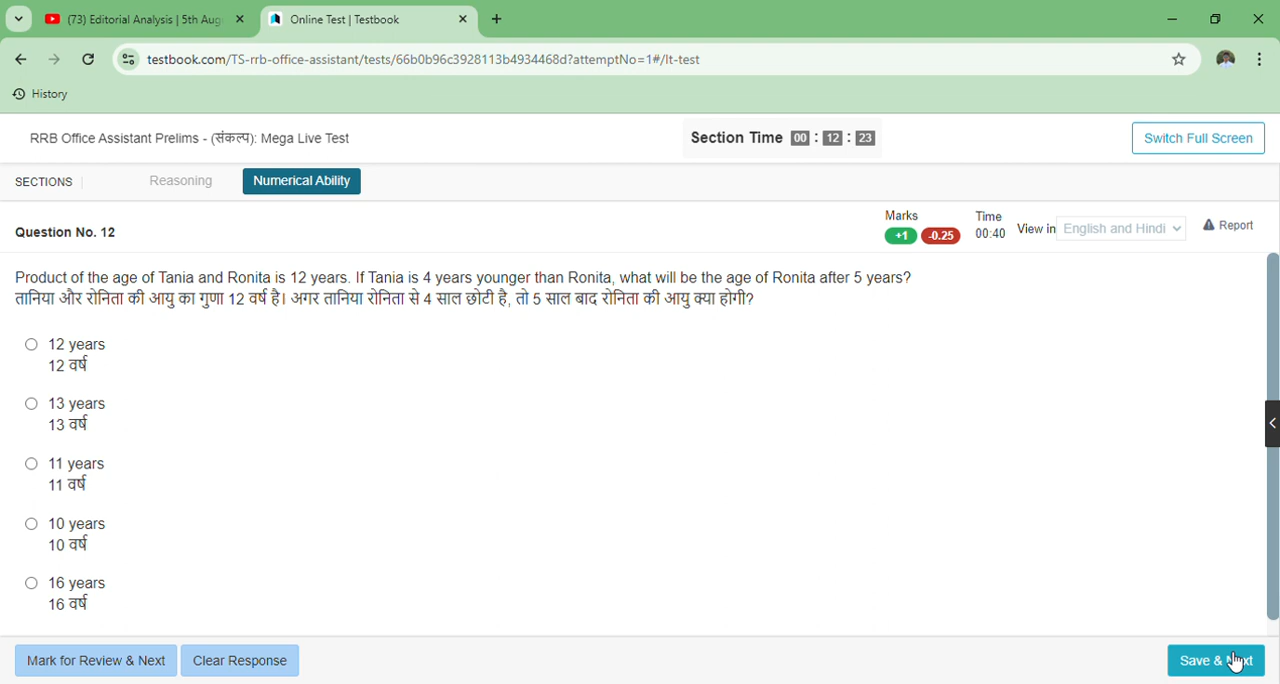 (73) Editorial Analysis | 5th Aug
Online Test | Testbook
testbook.com/TS-rrb-office-assistant/tests/66b0b96c3928113b4934468d?attemptNo=1#/lt-test
History
RRB Office Assistant Prelims - (संकल्प): Mega Live Test
Section Time 00 : 12 : 23
Switch Full Screen
SECTIONS
Reasoning
Numerical Ability
Question No. 12
Marks
+1 -0.25
Time
00:40
View in English and Hindi
Report
Product of the age of Tania and Ronita is 12 years. If Tania is 4 years younger than Ronita, what will be the age of Ronita after 5 years?
तानिया और रोनिता की आयु का गुणा 12 वर्ष है। अगर तानिया रोनिता से 4 साल छोटी है, तो 5 साल बाद रोनिता की आयु क्या होगी?
12 years
12 वर्ष
13 years
13 वर्ष
11 years
11 वर्ष
10 years
10 वर्ष
16 years
16 वर्ष
Mark for Review & Next
Clear Response
Save & Next